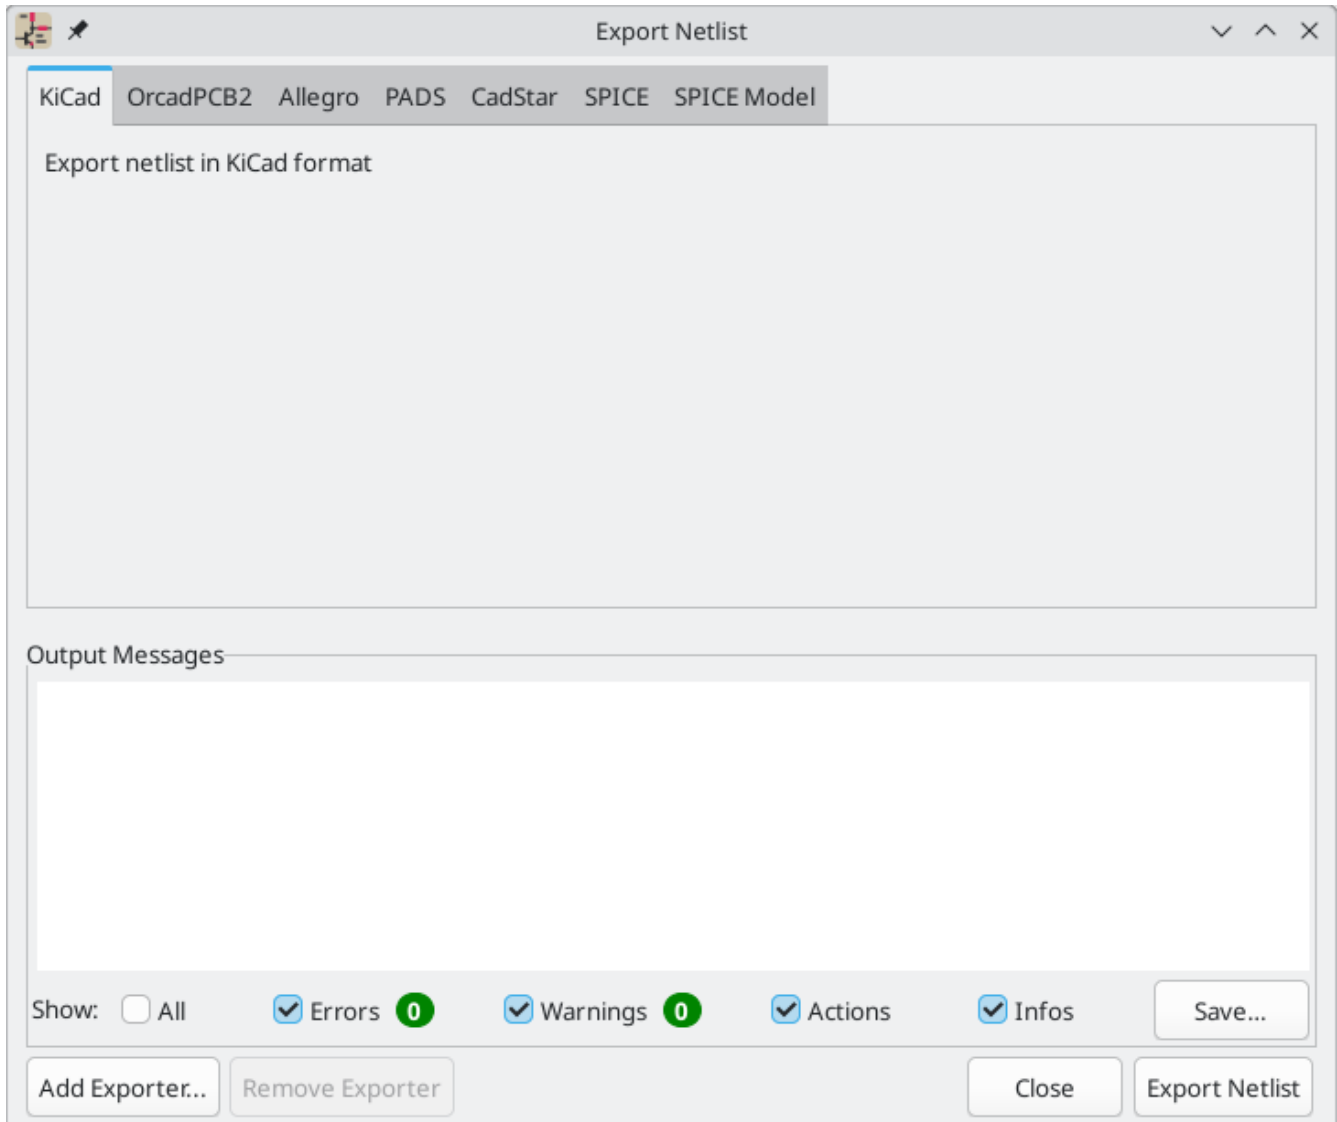 Export Netlist
KiCad OrcadPCB2 Allegro PADS CadStar SPICE SPICE Model
Export netlist in KiCad format
Output Messages
Show: All Errors 0 Warnings 0 Actions Infos Save...
Add Exporter... Remove Exporter Close Export Netlist